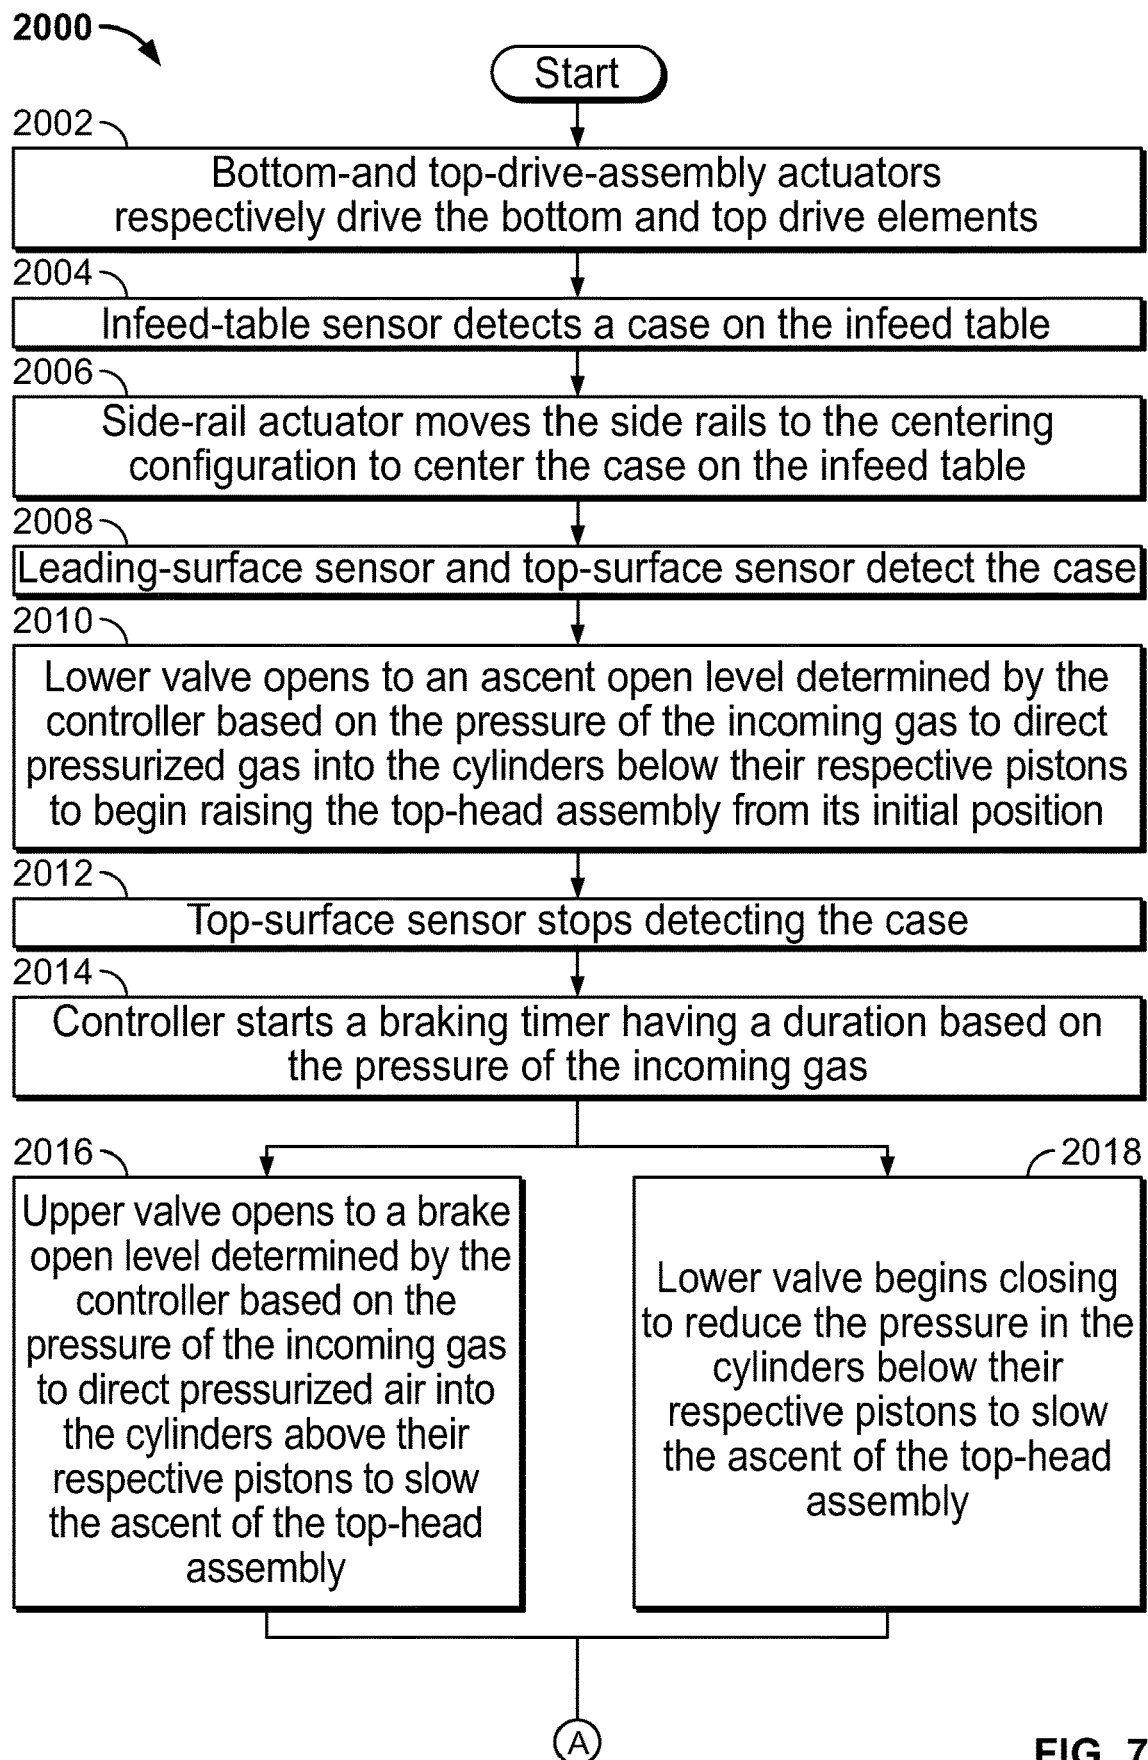 2000
Start
2002
Bottom-and top-drive-assembly actuators
respectively drive the bottom and top drive elements
2004
Infeed-table sensor detects a case on the infeed table
2006
Side-rail actuator moves the side rails to the centering
configuration to center the case on the infeed table
2008
Leading-surface sensor and top-surface sensor detect the case
2010
Lower valve opens to an ascent open level determined by the
controller based on the pressure of the incoming gas to direct
pressurized gas into the cylinders below their respective pistons
to begin raising the top-head assembly from its initial position
2012
Top-surface sensor stops detecting the case
2014
Controller starts a braking timer having a duration based on
the pressure of the incoming gas
2016
Upper valve opens to a brake
open level determined by the
controller based on the
pressure of the incoming gas
to direct pressurized air into
the cylinders above their
respective pistons to slow
the ascent of the top-head
assembly
2018
Lower valve begins closing
to reduce the pressure in the
cylinders below their
respective pistons to slow
the ascent of the top-head
assembly
A
FIG. 7